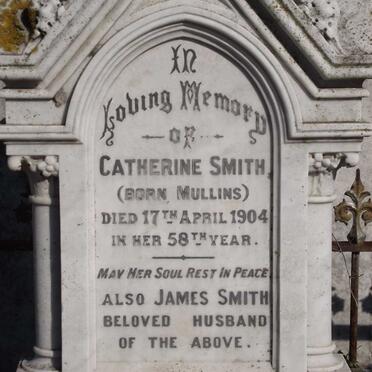 In
Loving Memory
OF
CATHERINE SMITH
(BORN MULLINS)
DIED 17TH APRIL 1904
IN HER 58TH YEAR.
MAY HER SOUL REST IN PEACE
ALSO JAMES SMITH
BELOVED HUSBAND
OF THE ABOVE.